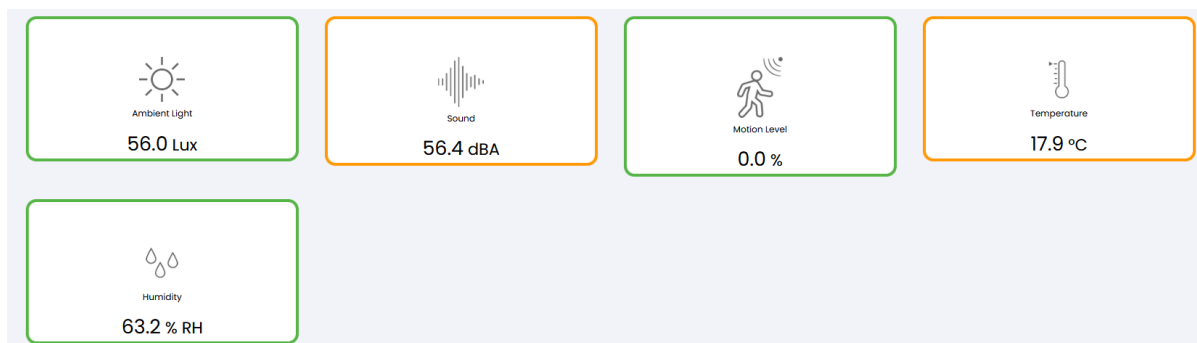 Ambient Light
56.0 Lux
Sound
56.4 dBA
Motion Level
0.0 %
Temperature
17.9 °C
Humidity
63.2 % RH